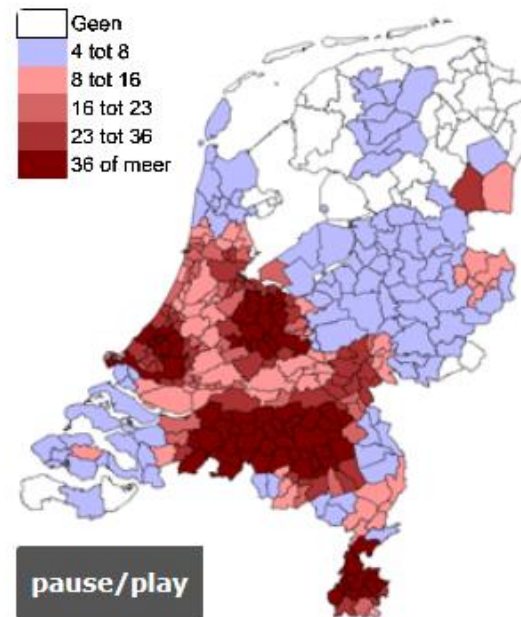 Geen
4 tot 8
8 tot 16
16 tot 23
23 tot 36
36 of meer
pause/play